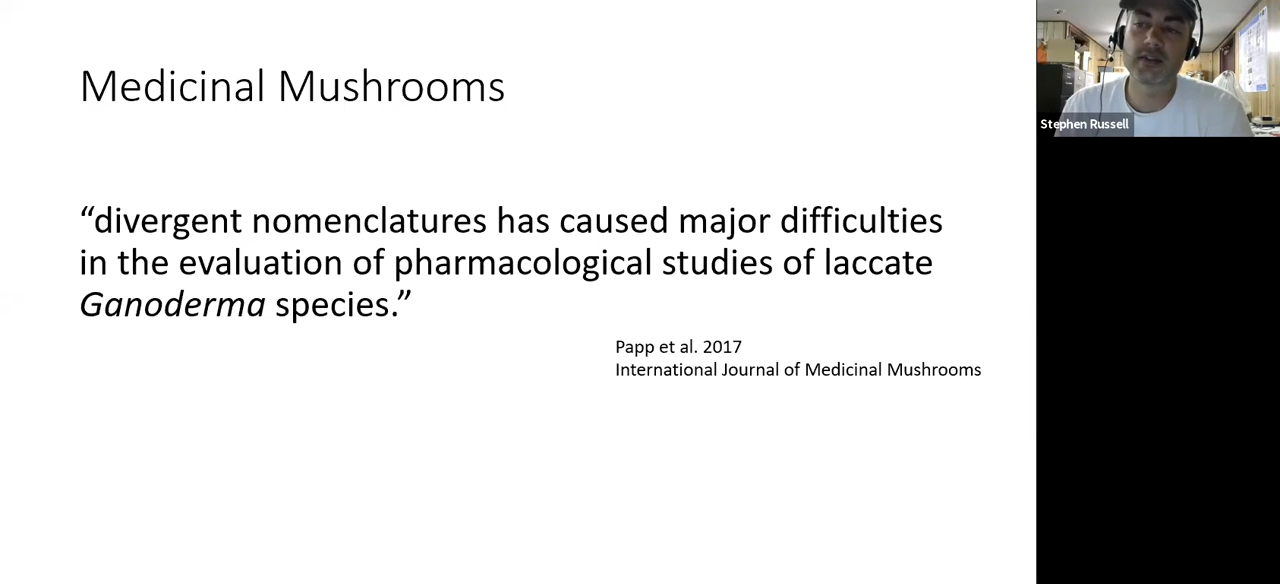 Medicinal Mushrooms
“divergent nomenclatures has caused major difficulties
in the evaluation of pharmacological studies of laccate
Ganoderma species.”
Papp et al. 2017
International Journal of Medicinal Mushrooms
Stephen Russell